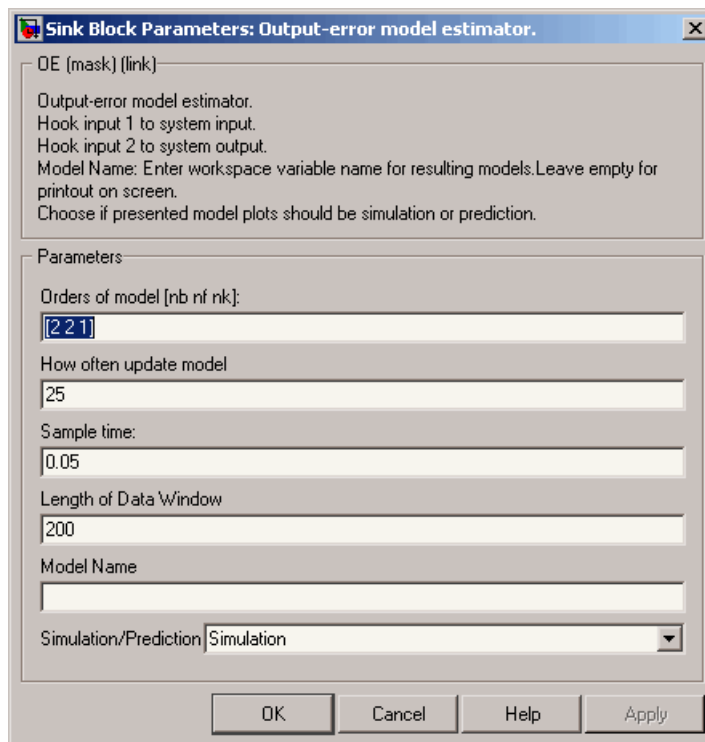 Sink Block Parameters: Output-error model estimator.
OE (mask) (link)
Output-error model estimator.
Hook input 1 to system input.
Hook input 2 to system output.
Model Name: Enter workspace variable name for resulting models.Leave empty for
printout on screen.
Choose if presented model plots should be simulation or prediction.
Parameters
Orders of model [nb nf nk]:
[2 2 1]
How often update model
25
Sample time:
0.05
Length of Data Window
200
Model Name
Simulation/Prediction Simulation
OK Cancel Help Apply